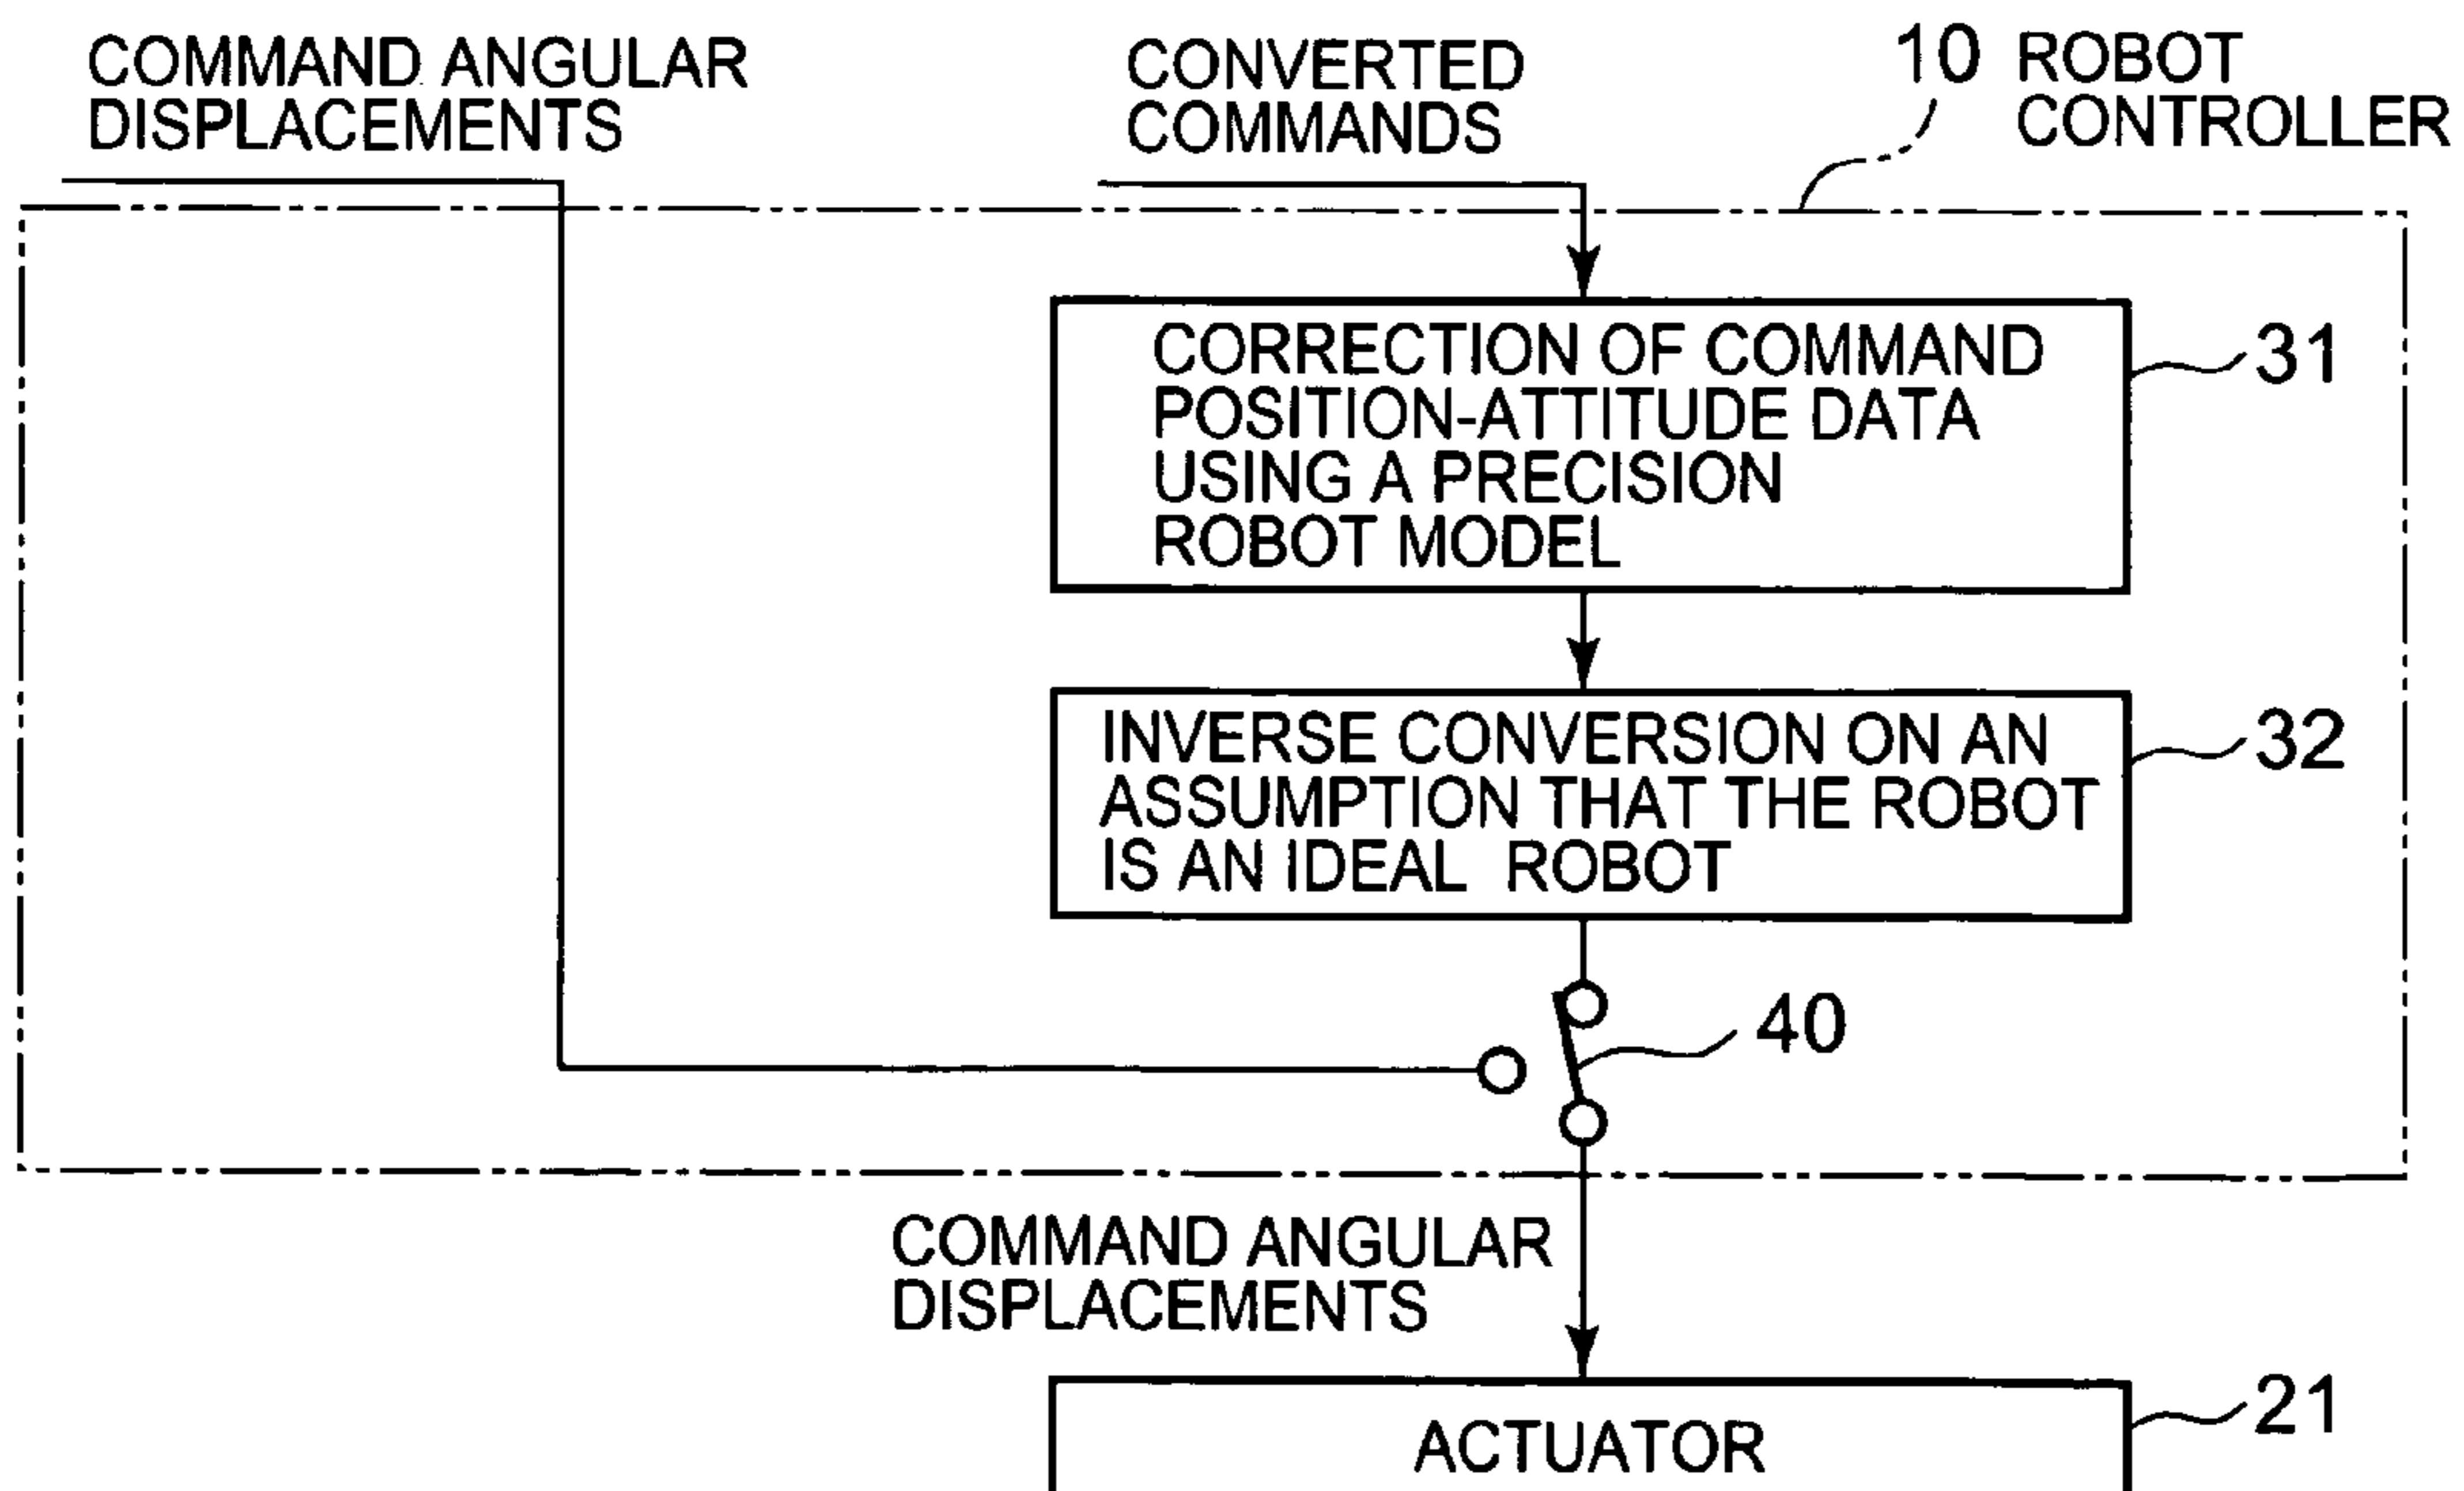 COMMAND ANGULAR
DISPLACEMENTS
CONVERTED
COMMANDS
10 ROBOT
CONTROLLER
CORRECTION OF COMMAND
POSITION-ATTITUDE DATA
USING A PRECISION
ROBOT MODEL
31
INVERSE CONVERSION ON AN
ASSUMPTION THAT THE ROBOT
IS AN IDEAL ROBOT
32
40
COMMAND ANGULAR
DISPLACEMENTS
ACTUATOR
21